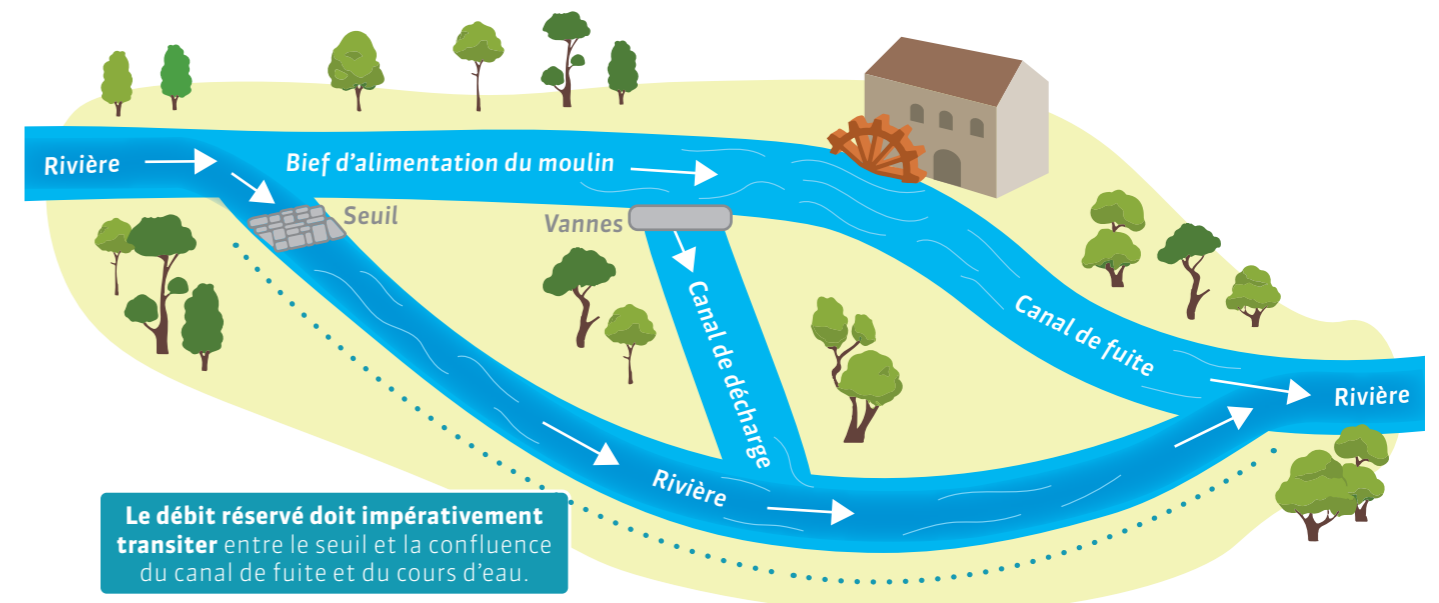 Rivière
Bief d'alimentation du moulin
Seuil
Vannes
Canal de décharge
Canal de fuite
Rivière
Rivière
Le débit réservé doit impérativement
transiter entre le seuil et la confluence
du canal de fuite et du cours d'eau.